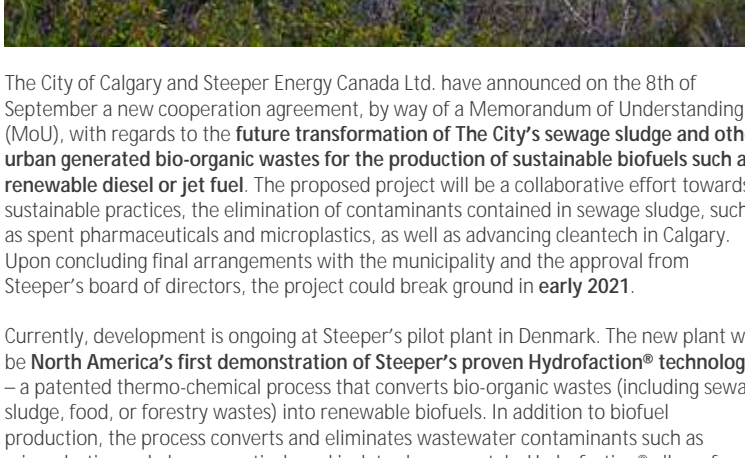 The City of Calgary and Steeper Energy Canada Ltd. have announced on the 8th of
September a new cooperation agreement, by way of a Memorandum of Understanding
(MoU), with regards to the future transformation of The City's sewage sludge and oth
urban generated bio-organic wastes for the production of sustainable biofuels such a
renewable diesel or jet fuel. The proposed project will be a collaborative effort towards
sustainable practices, the elimination of contaminants contained in sewage sludge, such
as spent pharmaceuticals and microplastics, as well as advancing cleantech in Calgary.
Upon concluding final arrangements with the municipality and the approval from
Steeper's board of directors, the project could break ground in early 2021.
Currently, development is ongoing at Steeper's pilot plant in Denmark. The new plant w
be North America's first demonstration of Steeper's proven Hydrofaction® technolog
– a patented thermo-chemical process that converts bio-organic wastes (including sewa
sludge, food, or forestry wastes) into renewable biofuels. In addition to biofuel
production, the process converts and eliminates wastewater contaminants such as